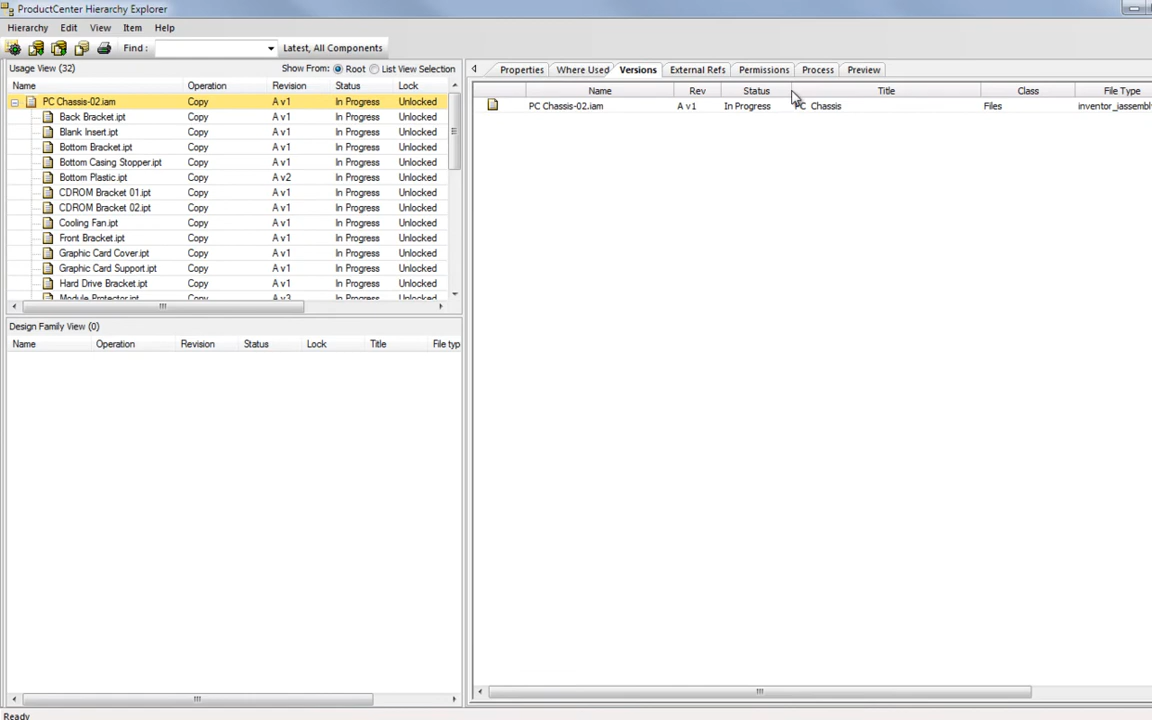 ProductCenter Hierarchy Explorer
Hierarchy Edit View Item Help
Find : Latest, All Components
Usage View (32) Show From: Root List View Selection
Name Operation Revision Status Lock
PC Chassis-02.iam Copy A v1 In Progress Unlocked
Back Bracket.ipt Copy A v1 In Progress Unlocked
Blank Insert.ipt Copy A v1 In Progress Unlocked
Bottom Bracket.ipt Copy A v1 In Progress Unlocked
Bottom Casing Stopper.ipt Copy A v1 In Progress Unlocked
Bottom Plastic.ipt Copy A v2 In Progress Unlocked
CDROM Bracket 01.ipt Copy A v1 In Progress Unlocked
CDROM Bracket 02.ipt Copy A v1 In Progress Unlocked
Cooling Fan.ipt Copy A v1 In Progress Unlocked
Front Bracket.ipt Copy A v1 In Progress Unlocked
Graphic Card Cover.ipt Copy A v1 In Progress Unlocked
Graphic Card Support.ipt Copy A v1 In Progress Unlocked
Hard Drive Bracket.ipt Copy A v1 In Progress Unlocked
Module Protector.ipt Copy A v3 In Progress Unlocked
Design Family View (0)
Name Operation Revision Status Lock Title File typ
Properties Where Used Versions External Refs Permissions Process Preview
Name Rev Status Title Class File Type
PC Chassis-02.iam A v1 In Progress PC Chassis Files inventor_iassembl
Ready